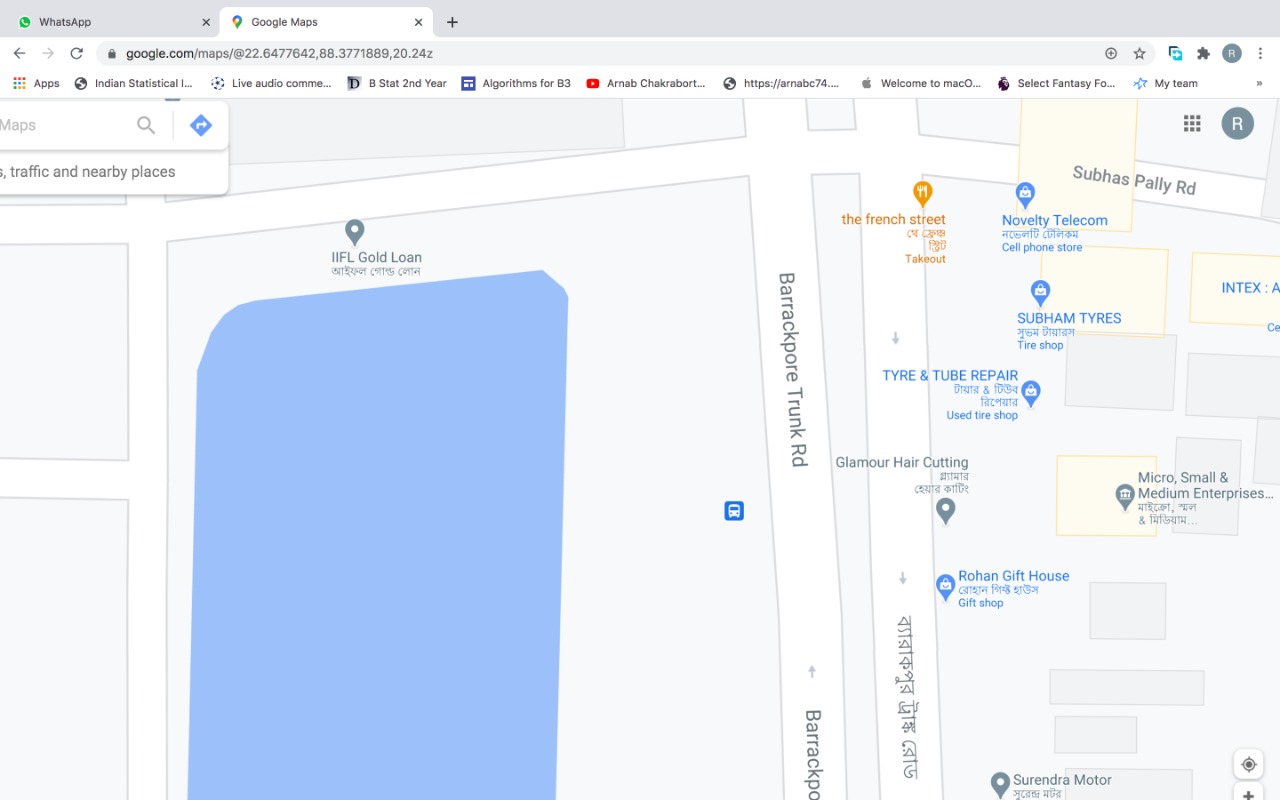 WhatsApp
Google Maps
google.com/maps/@22.6477642,88.3771889,20.24z
R
Apps
Indian Statistical I...
Live audio comme...
B Stat 2nd Year
Algorithms for B3
Arnab Chakrabort...
https://arnabc74....
Welcome to macO...
Select Fantasy Fo...
My team
»
Maps
R
s, traffic and nearby places
Subhas Pally Rd
the french street
থে ফ্রেঞ্চ
স্ট্রিট
Takeout
Novelty Telecom
নভেলটি টেলিকম
Cell phone store
IIFL Gold Loan
আইফল গোল্ড লোন
INTEX : A
Ce
SUBHAM TYRES
সুভম টায়ারস
Tire shop
Barrackpore Trunk Rd
TYRE & TUBE REPAIR
টায়ার & টিউব
রিপেয়ার
Used tire shop
Glamour Hair Cutting
গ্ল্যামার
হেয়ার কাটিং
Micro, Small &
Medium Enterprises...
মাইক্রো, স্মল
& মিডিয়াম...
Rohan Gift House
রোহান গিফ্ট হাউস
Gift shop
ব্যারাকপুর ট্রাঙ্ক রোড
Barrackpo
Surendra Motor
সুরেন্দ্র মটর